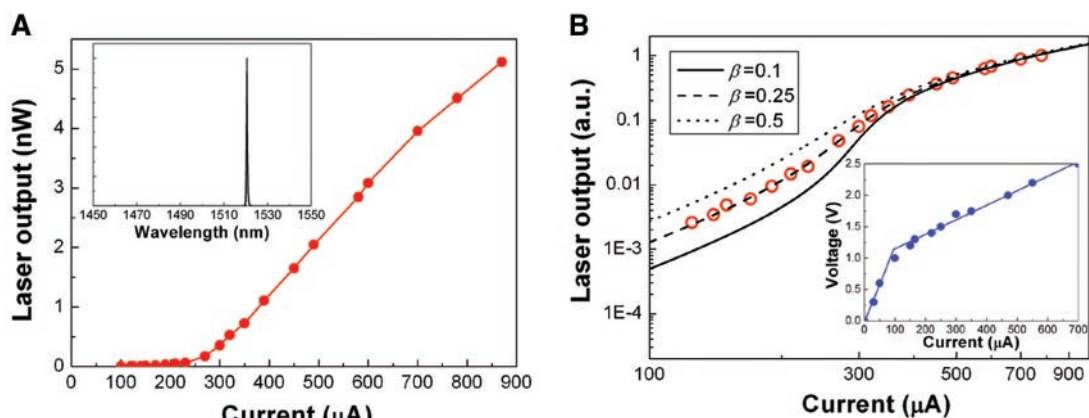 A
Laser output (nW)
5
4
3
2
1
0
0 100 200 300 400 500 600 700 800 900
Current (μA)
1450 1470 1490 1510 1530 1550
Wavelength (nm)
B
Laser output (a.u.)
1
0.1
0.01
1E-3
1E-4
β=0.1
β=0.25
β=0.5
100 300 500 700 900
Current (μA)
Voltage (V)
2.5
2.0
1.5
1.0
0.5
0.0
0 100 200 300 400 500 600 700
Current (μA)